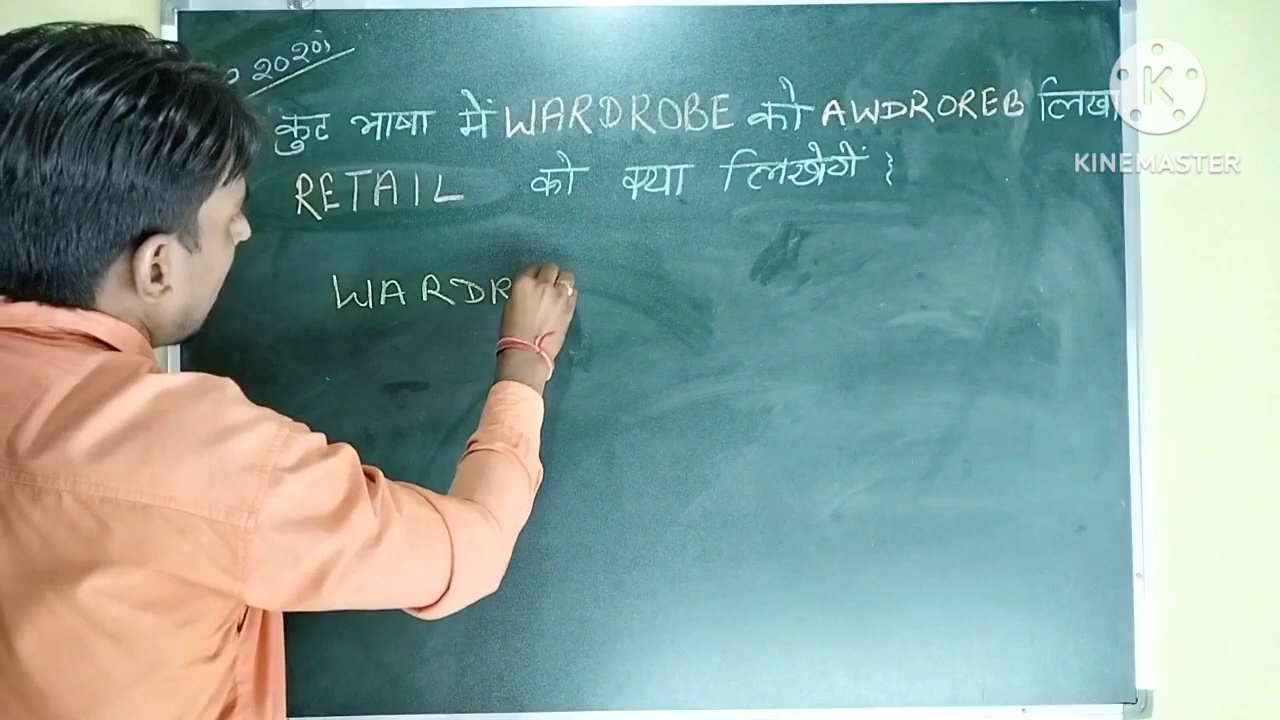 2020)
कुट भाषा में WARDROBE को AWDROREB लिखा
RETAIL को क्या लिखेगें }
WARDR
K
KINEMASTER